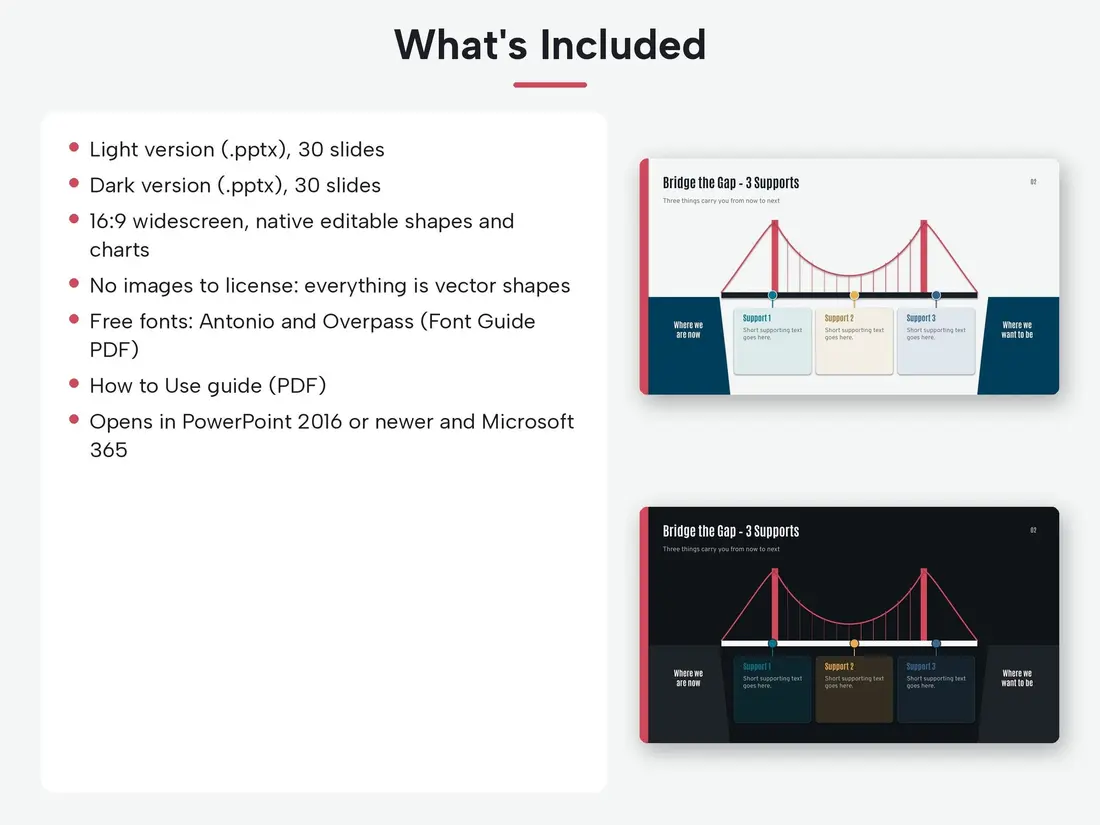 What's Included
Light version (.pptx), 30 slides
Dark version (.pptx), 30 slides
16:9 widescreen, native editable shapes and
charts
No images to license: everything is vector shapes
Free fonts: Antonio and Overpass (Font Guide
PDF)
How to Use guide (PDF)
Opens in PowerPoint 2016 or newer and Microsoft
365
Bridge the Gap - 3 Supports
02
Three things carry you from now to next
Where we
are now
Support 1
Short supporting text
goes here.
Support 2
Short supporting text
goes here.
Support 3
Short supporting text
goes here.
Where we
want to be
Bridge the Gap - 3 Supports
02
Three things carry you from now to next
Where we
are now
Support 1
Short supporting text
goes here.
Support 2
Short supporting text
goes here.
Support 3
Short supporting text
goes here.
Where we
want to be